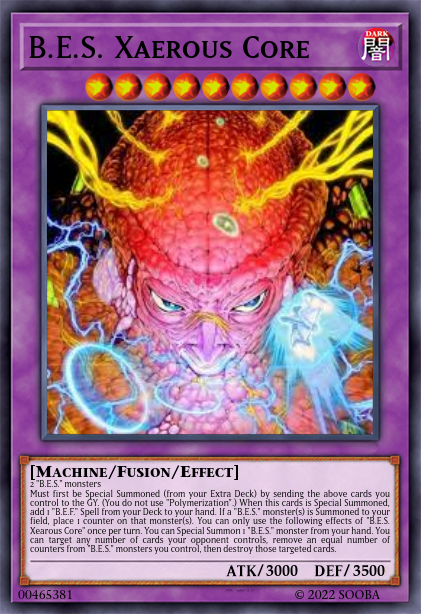 B.E.S. Xaerous Core
DARK
闇
[Machine/Fusion/Effect]
2 "B.E.S." monsters
Must first be Special Summoned (from your Extra Deck) by sending the above cards you
control to the GY. (You do not use "Polymerization".) When this cards is Special Summoned,
add 1 "B.E.F." Spell from your Deck to your hand. If a "B.E.S." monster(s) is Summoned to your
field, place 1 counter on that monster(s). You can only use the following effects of "B.E.S.
Xearous Core" once per turn. You can Special Summon 1 "B.E.S." monster from your hand. You
can target any number of cards your opponent controls, remove an equal number of
counters from "B.E.S." monsters you control, then destroy those targeted cards.
ATK/3000 DEF/3500
00465381 © 2022 SOOBA